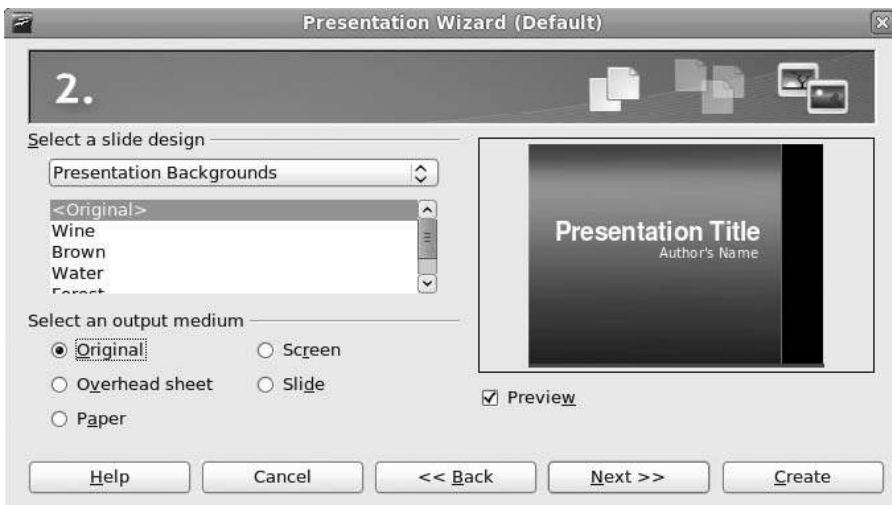 Presentation Wizard (Default)
2.
Select a slide design
Presentation Backgrounds
<Original>
Wine
Brown
Water
Forest
Select an output medium
Original
Screen
Overhead sheet
Slide
Paper
Presentation Title
Author's Name
Preview
Help
Cancel
<< Back
Next >>
Create